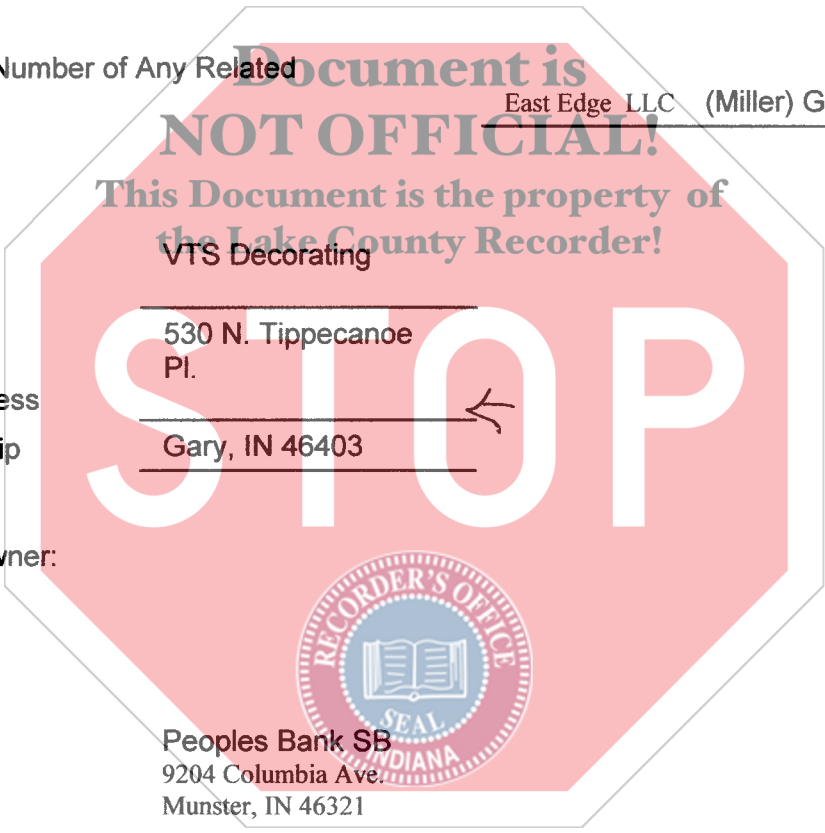 Number of Any Related
Document is
East Edge LLC (Miller) G
NOT OFFICIAL!
This Document is the property of
the Lake County Recorder!
VTS Decorating
530 N. Tippecanoe
Pl.
ess
ip
Gary, IN 46403
STOP
wner:
RECORDER'S OFFICE
SEAL
INDIANA
Peoples Bank SB
9204 Columbia Ave.
Munster, IN 46321